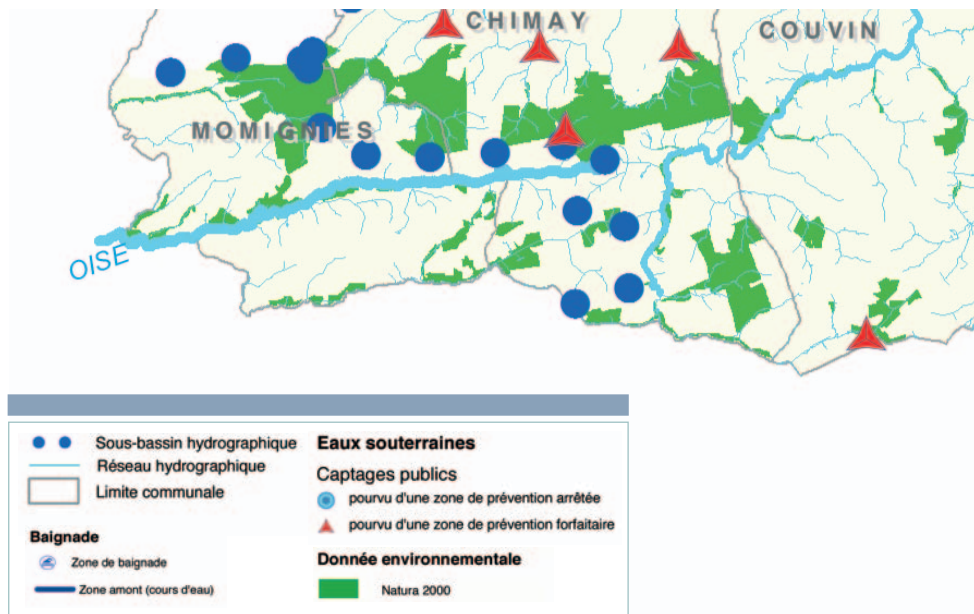 CHIMAY
COUVIN
MOMIGNIES
OISE
Sous-bassin hydrographique
Réseau hydrographique
Limite communale
Baignade
Zone de baignade
Zone amont (cours d'eau)
Eaux souterraines
Captages publics
pourvu d'une zone de prévention arrêtée
pourvu d'une zone de prévention forfaitaire
Donnée environnementale
Natura 2000